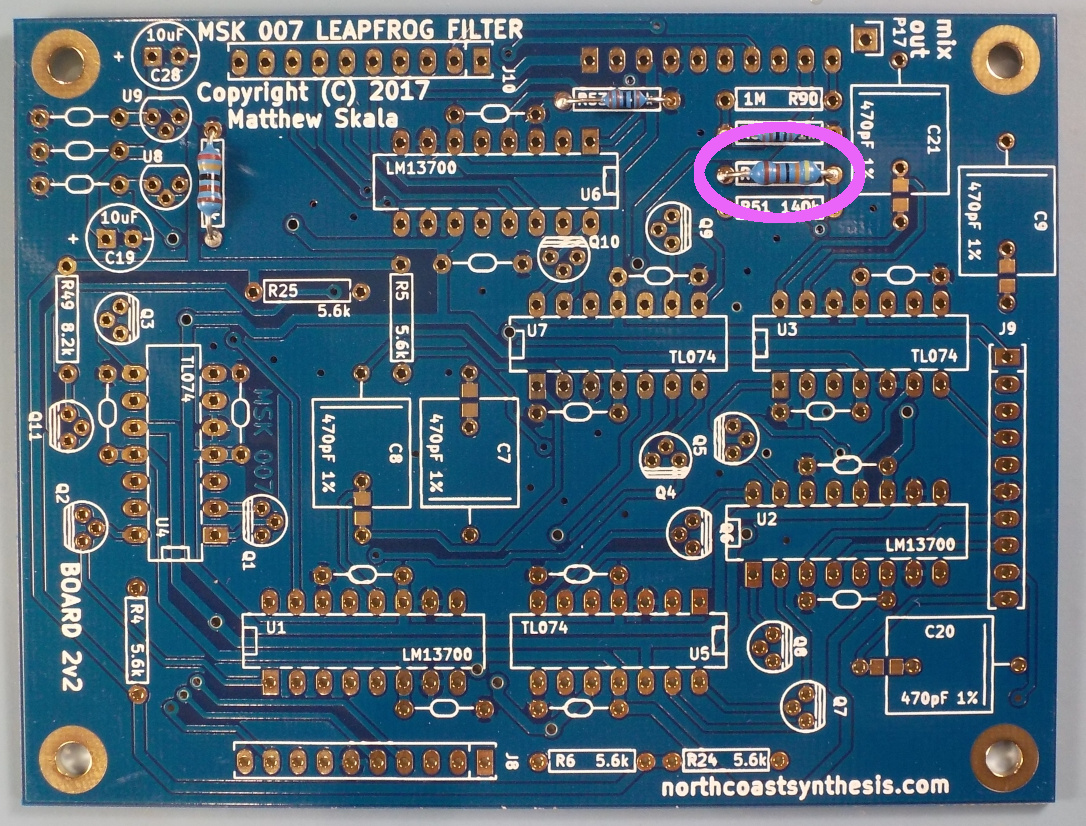 MSK 007 LEAPFROG FILTER
Copyright (C) 2017
Matthew Skala
10uF
+
C28
J10
mix
out
P17
1M R90
U9
U8
470pF 1%
C21
LM13700
U6
R51 140k
10uF
+
C19
Q10
Q9
470pF 1%
C9
R49 8.2k
R25
5.6k
R5
5.6k
Q3
U7
TL074
U3
TL074
J9
TL074
MSK 007
U4
Q11
470pF 1%
C8
470pF 1%
C7
Q5
Q4
Q2
Q1
U2
LM13700
Q6
BOARD 2v2
R4
5.6k
U1
LM13700
TL074
U5
Q8
C20
470pF 1%
Q7
J8
R6 5.6k
R24 5.6k
northcoastsynthesis.com